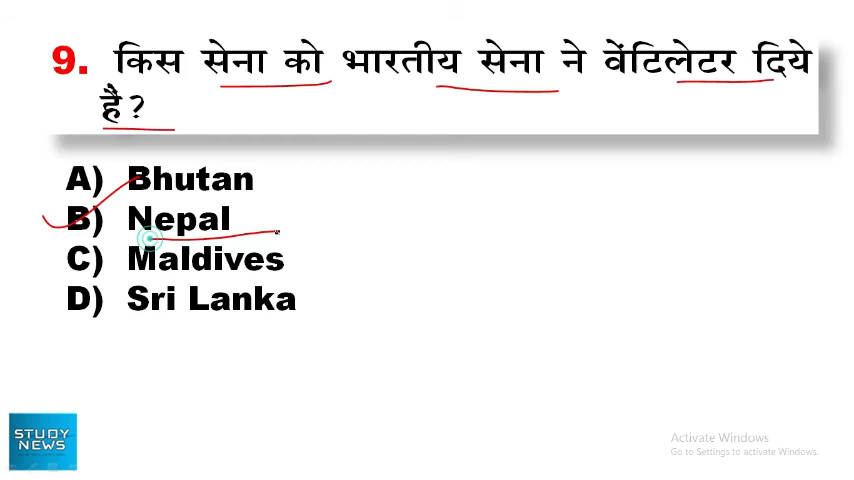 9. किस सेना को भारतीय सेना ने वेंटिलेटर दिये
हैं?
A) Bhutan
B) Nepal
C) Maldives
D) Sri Lanka
STUDY
NEWS
Activate Windows
Go to Settings to activate Windows.